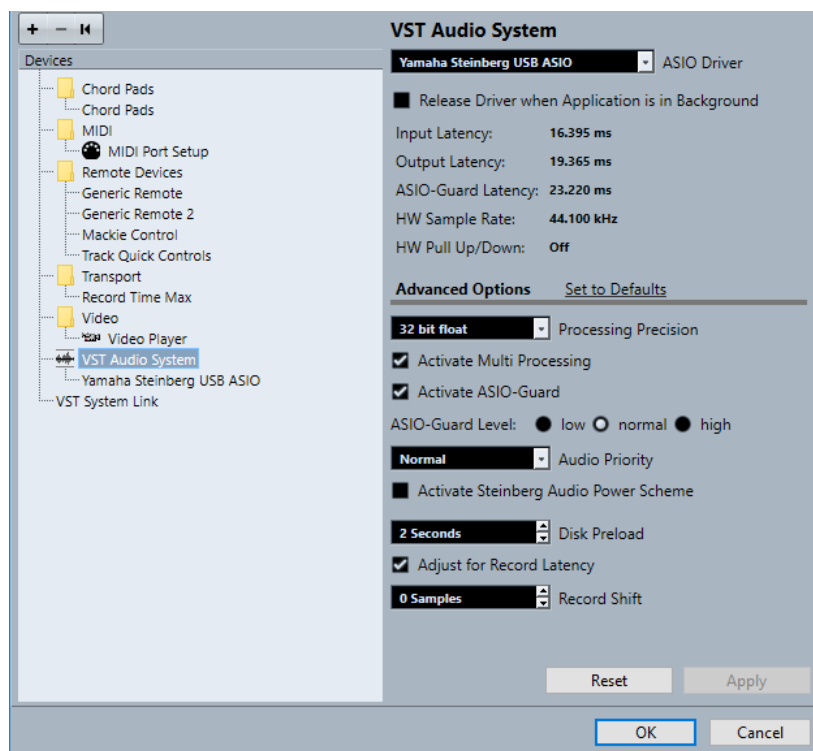 Devices
Chord Pads
Chord Pads
MIDI
MIDI Port Setup
Remote Devices
Generic Remote
Generic Remote 2
Mackie Control
Track Quick Controls
Transport
Record Time Max
Video
Video Player
VST Audio System
Yamaha Steinberg USB ASIO
VST System Link
VST Audio System
Yamaha Steinberg USB ASIO ASIO Driver
Release Driver when Application is in Background
Input Latency: 16.395 ms
Output Latency: 19.365 ms
ASIO-Guard Latency: 23.220 ms
HW Sample Rate: 44.100 kHz
HW Pull Up/Down: Off
Advanced Options Set to Defaults
32 bit float Processing Precision
Activate Multi Processing
Activate ASIO-Guard
ASIO-Guard Level: low normal high
Normal Audio Priority
Activate Steinberg Audio Power Scheme
2 Seconds Disk Preload
Adjust for Record Latency
0 Samples Record Shift
Reset Apply
OK Cancel